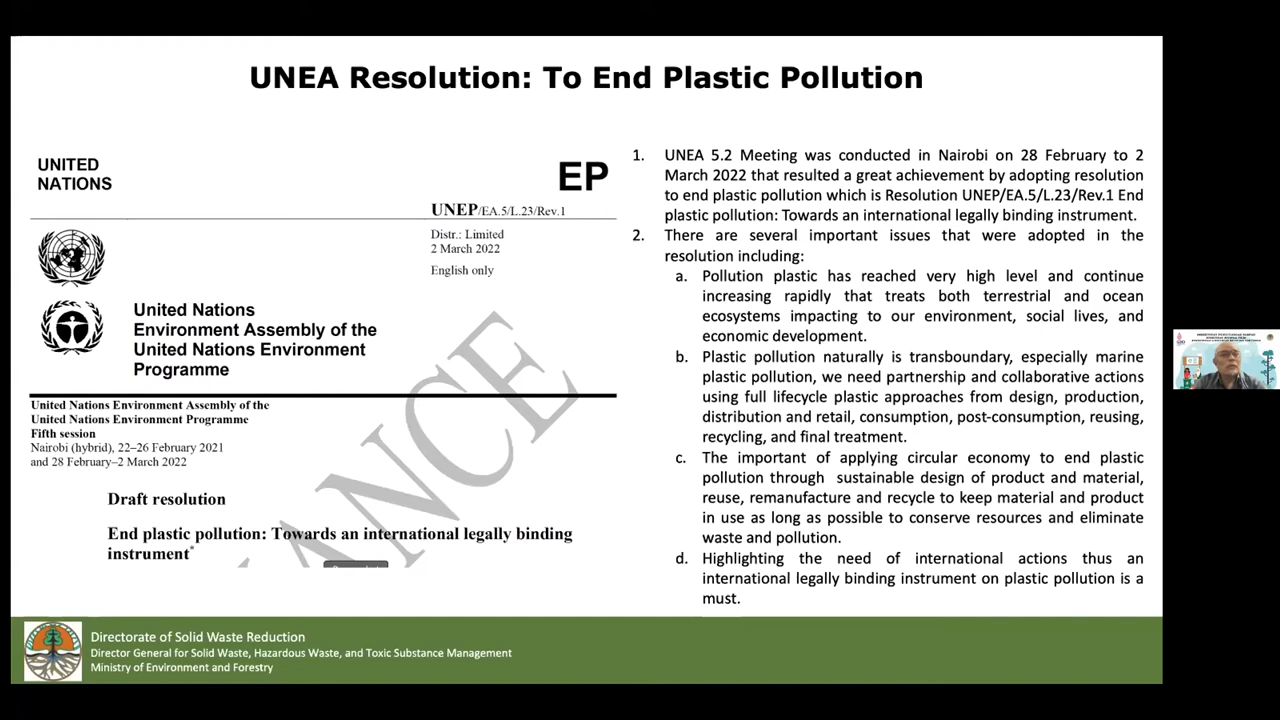 UNEA Resolution: To End Plastic Pollution
UNITED
NATIONS
EP
UNEP/EA.5/L.23/Rev.1
Distr.: Limited
2 March 2022
English only
United Nations
Environment Assembly of the
United Nations Environment
Programme
United Nations Environment Assembly of the
United Nations Environment Programme
Fifth session
Nairobi (hybrid), 22–26 February 2021
and 28 February–2 March 2022
Draft resolution
End plastic pollution: Towards an international legally binding
instrument*
1. UNEA 5.2 Meeting was conducted in Nairobi on 28 February to 2
March 2022 that resulted a great achievement by adopting resolution
to end plastic pollution which is Resolution UNEP/EA.5/L.23/Rev.1 End
plastic pollution: Towards an international legally binding instrument.
2. There are several important issues that were adopted in the
resolution including:
a. Pollution plastic has reached very high level and continue
increasing rapidly that treats both terrestrial and ocean
ecosystems impacting to our environment, social lives, and
economic development.
b. Plastic pollution naturally is transboundary, especially marine
plastic pollution, we need partnership and collaborative actions
using full lifecycle plastic approaches from design, production,
distribution and retail, consumption, post-consumption, reusing,
recycling, and final treatment.
c. The important of applying circular economy to end plastic
pollution through sustainable design of product and material,
reuse, remanufacture and recycle to keep material and product
in use as long as possible to conserve resources and eliminate
waste and pollution.
d. Highlighting the need of international actions thus an
international legally binding instrument on plastic pollution is a
must.
Directorate of Solid Waste Reduction
Director General for Solid Waste, Hazardous Waste, and Toxic Substance Management
Ministry of Environment and Forestry